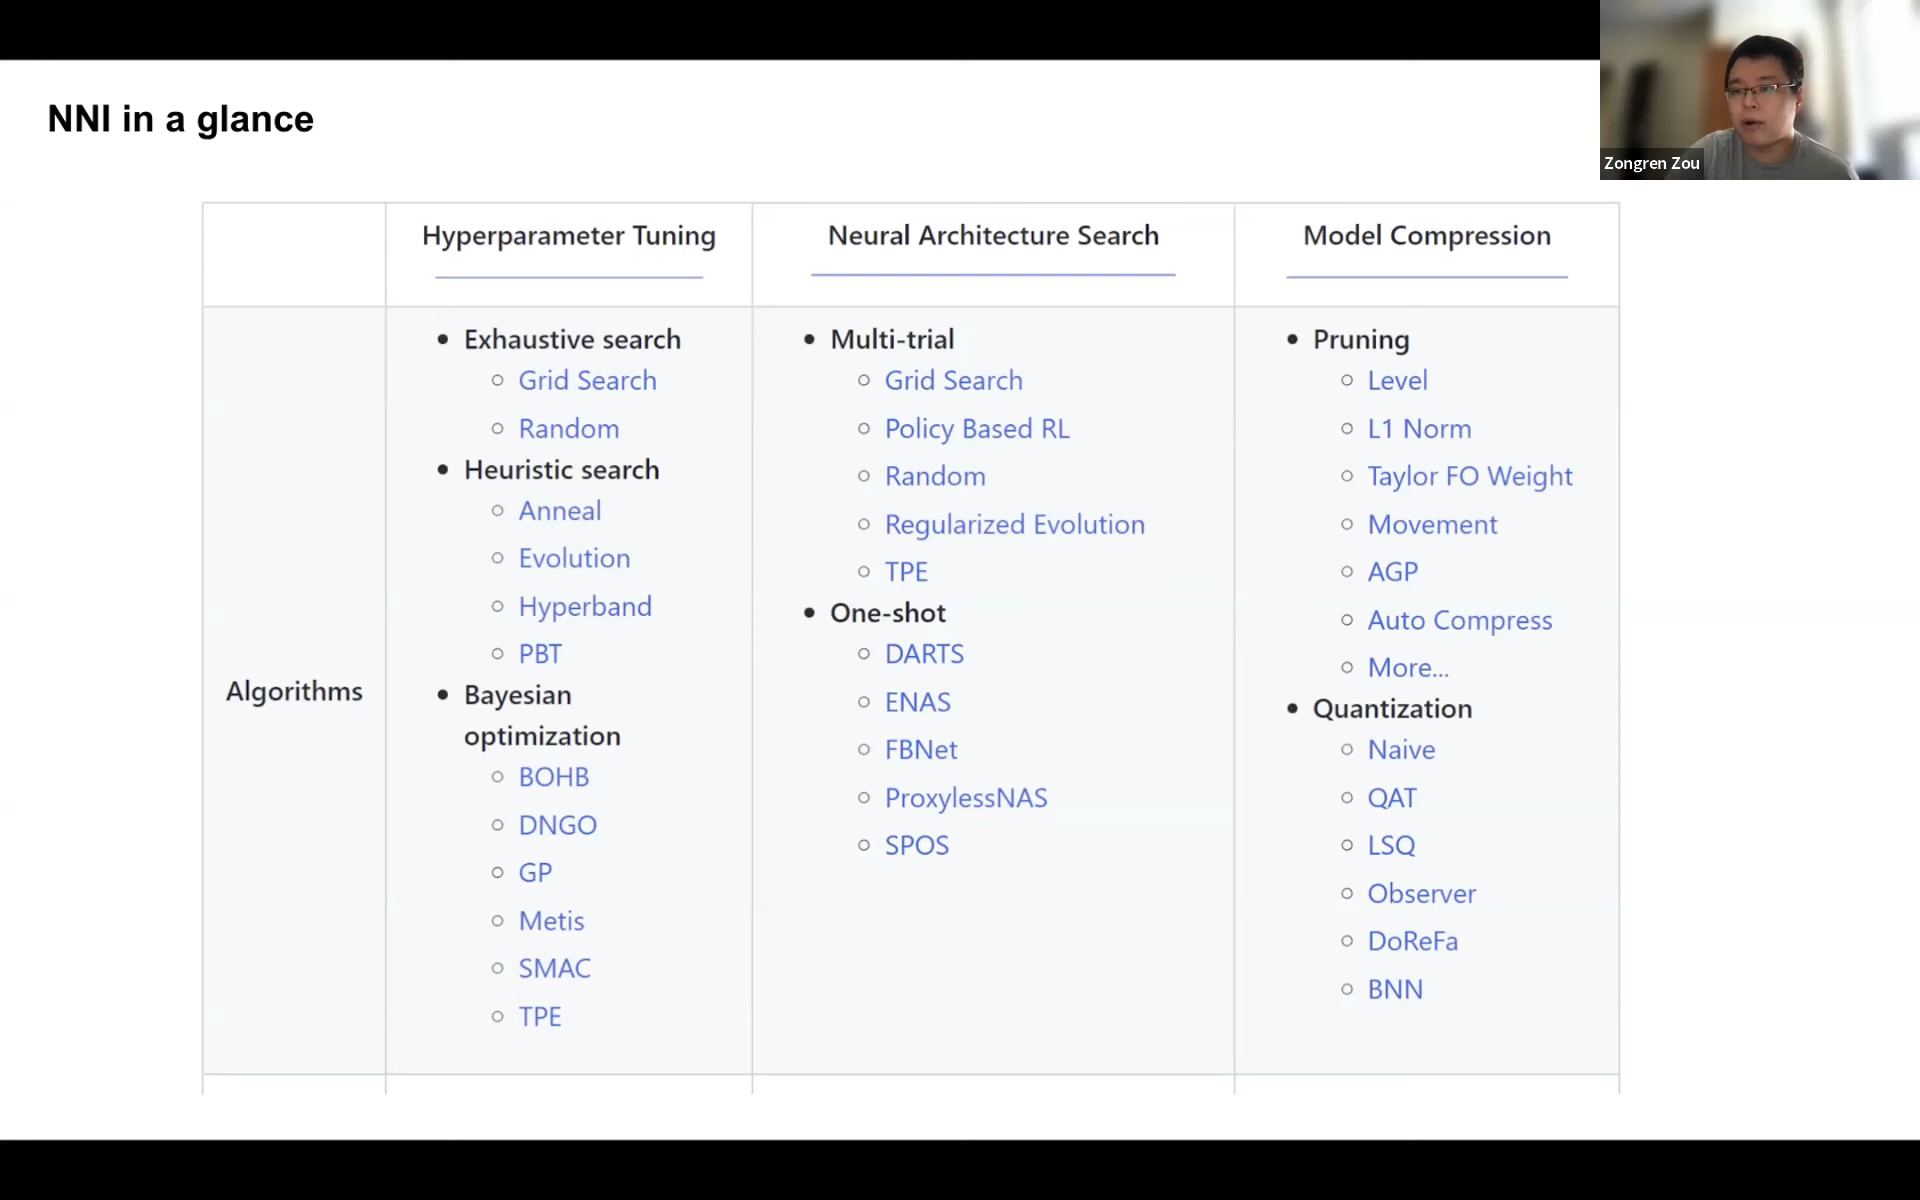 NNI in a glance
Zongren Zou
Hyperparameter Tuning
Neural Architecture Search
Model Compression
Algorithms
Exhaustive search
Grid Search
Random
Heuristic search
Anneal
Evolution
Hyperband
PBT
Bayesian
optimization
BOHB
DNGO
GP
Metis
SMAC
TPE
Multi-trial
Grid Search
Policy Based RL
Random
Regularized Evolution
TPE
One-shot
DARTS
ENAS
FBNet
ProxylessNAS
SPOS
Pruning
Level
L1 Norm
Taylor FO Weight
Movement
AGP
Auto Compress
More...
Quantization
Naive
QAT
LSQ
Observer
DoReFa
BNN